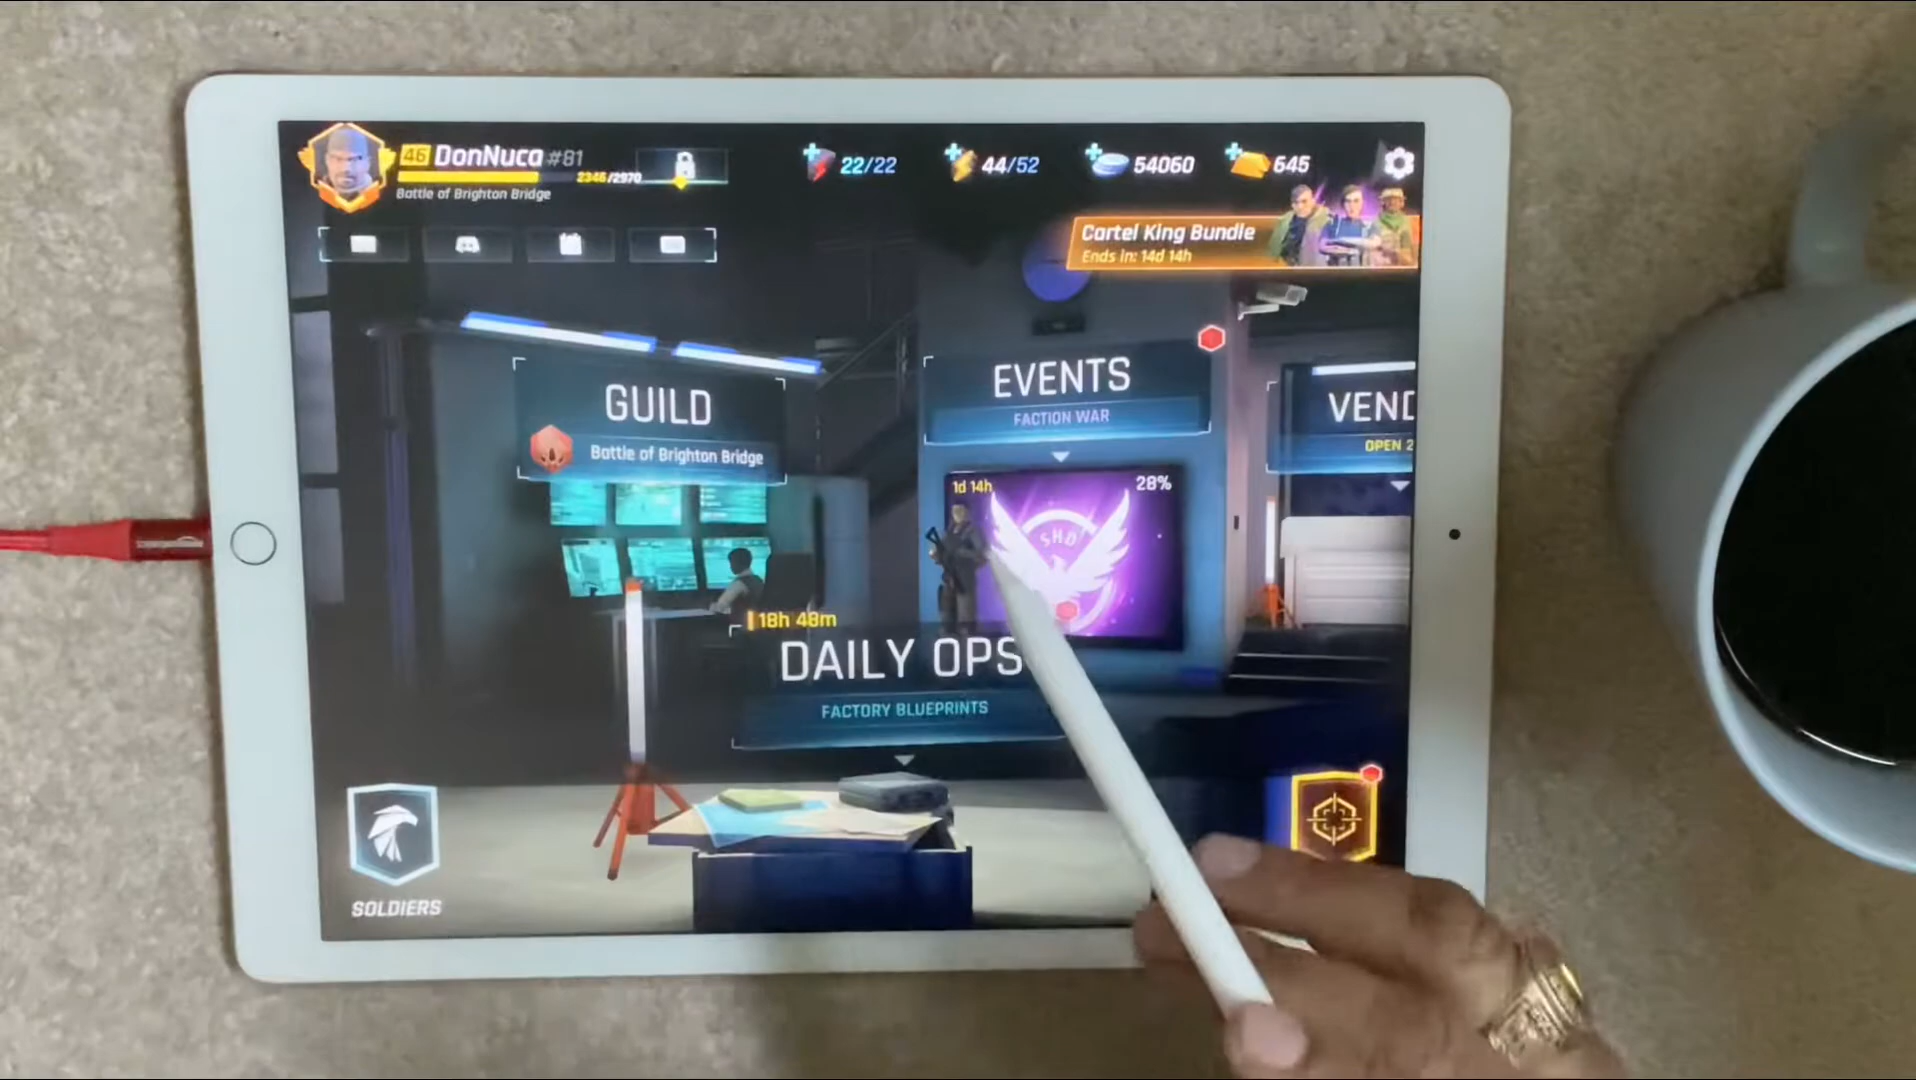 46 DonNuca #81
2346/2970
Battle of Brighton Bridge
22/22
44/52
54060
645
Cartel King Bundle
Ends in: 14d 14h
GUILD
Battle of Brighton Bridge
EVENTS
FACTION WAR
1d 14h
28%
SHD
VEND
OPEN 2
18h 48m
DAILY OPS
FACTORY BLUEPRINTS
SOLDIERS